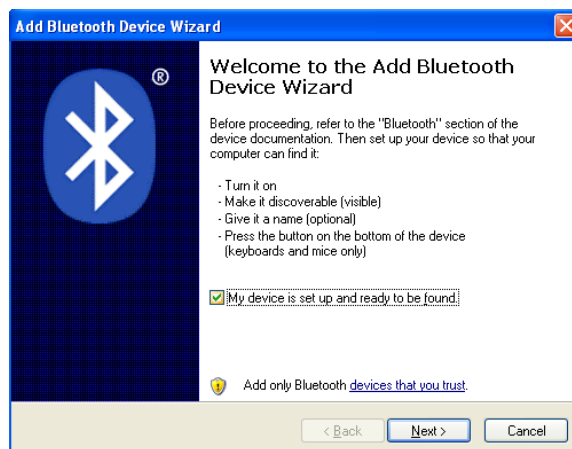 Add Bluetooth Device Wizard
®
Welcome to the Add Bluetooth
Device Wizard
Before proceeding, refer to the "Bluetooth" section of the
device documentation. Then set up your device so that your
computer can find it:
- Turn it on
- Make it discoverable (visible)
- Give it a name (optional)
- Press the button on the bottom of the device
(keyboards and mice only)
My device is set up and ready to be found.
Add only Bluetooth devices that you trust.
< Back Next > Cancel